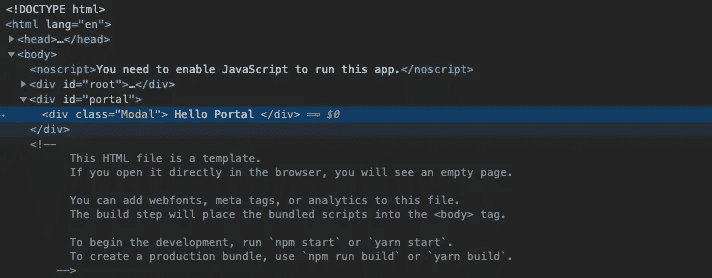 <!DOCTYPE html>
<html lang="en">
<head>…</head>
<body>
<noscript>You need to enable JavaScript to run this app.</noscript>
<div id="root">…</div>
<div id="portal">
<div class="Modal"> Hello Portal </div> == $0
</div>
<!--
This HTML file is a template.
If you open it directly in the browser, you will see an empty page.
You can add webfonts, meta tags, or analytics to this file.
The build step will place the bundled scripts into the <body> tag.
To begin the development, run `npm start` or `yarn start`.
To create a production bundle, use `npm run build` or `yarn build`.
-->